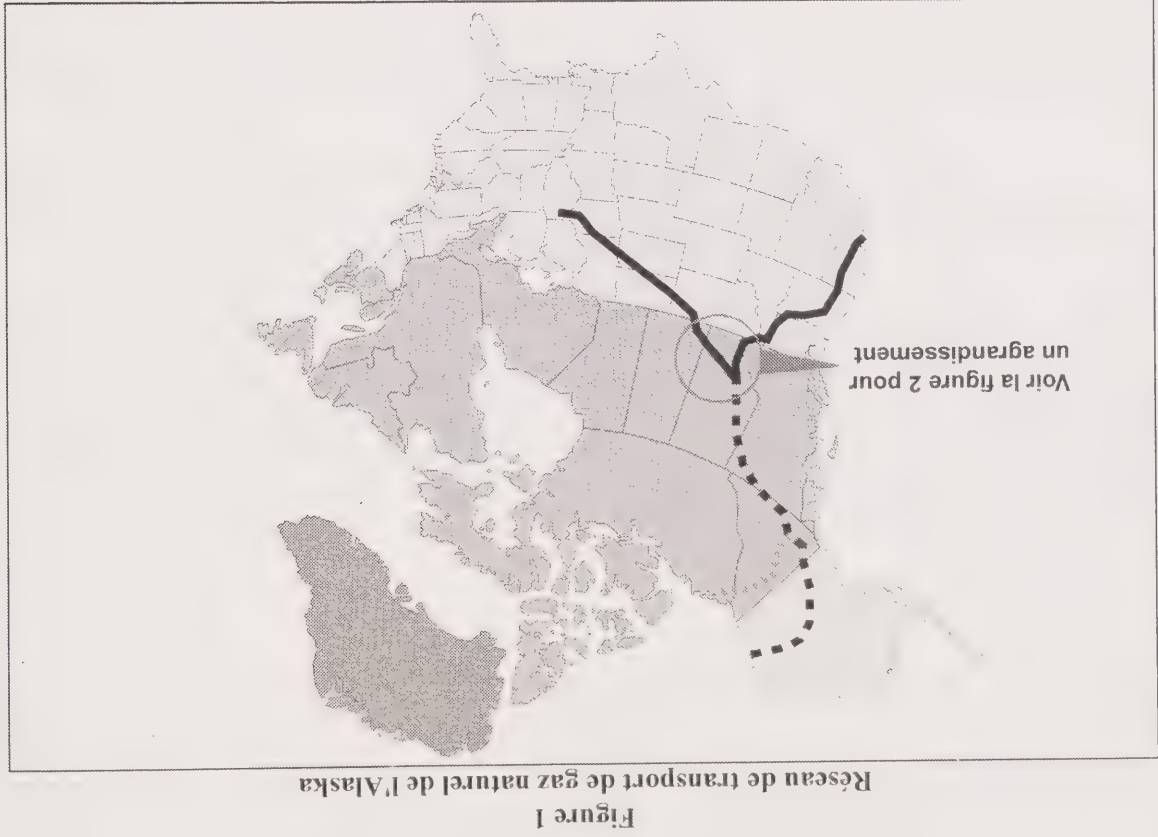 Figure 1
Réseau de transport de gaz naturel de l'Alaska
Voir la figure 2 pour
un agrandissement